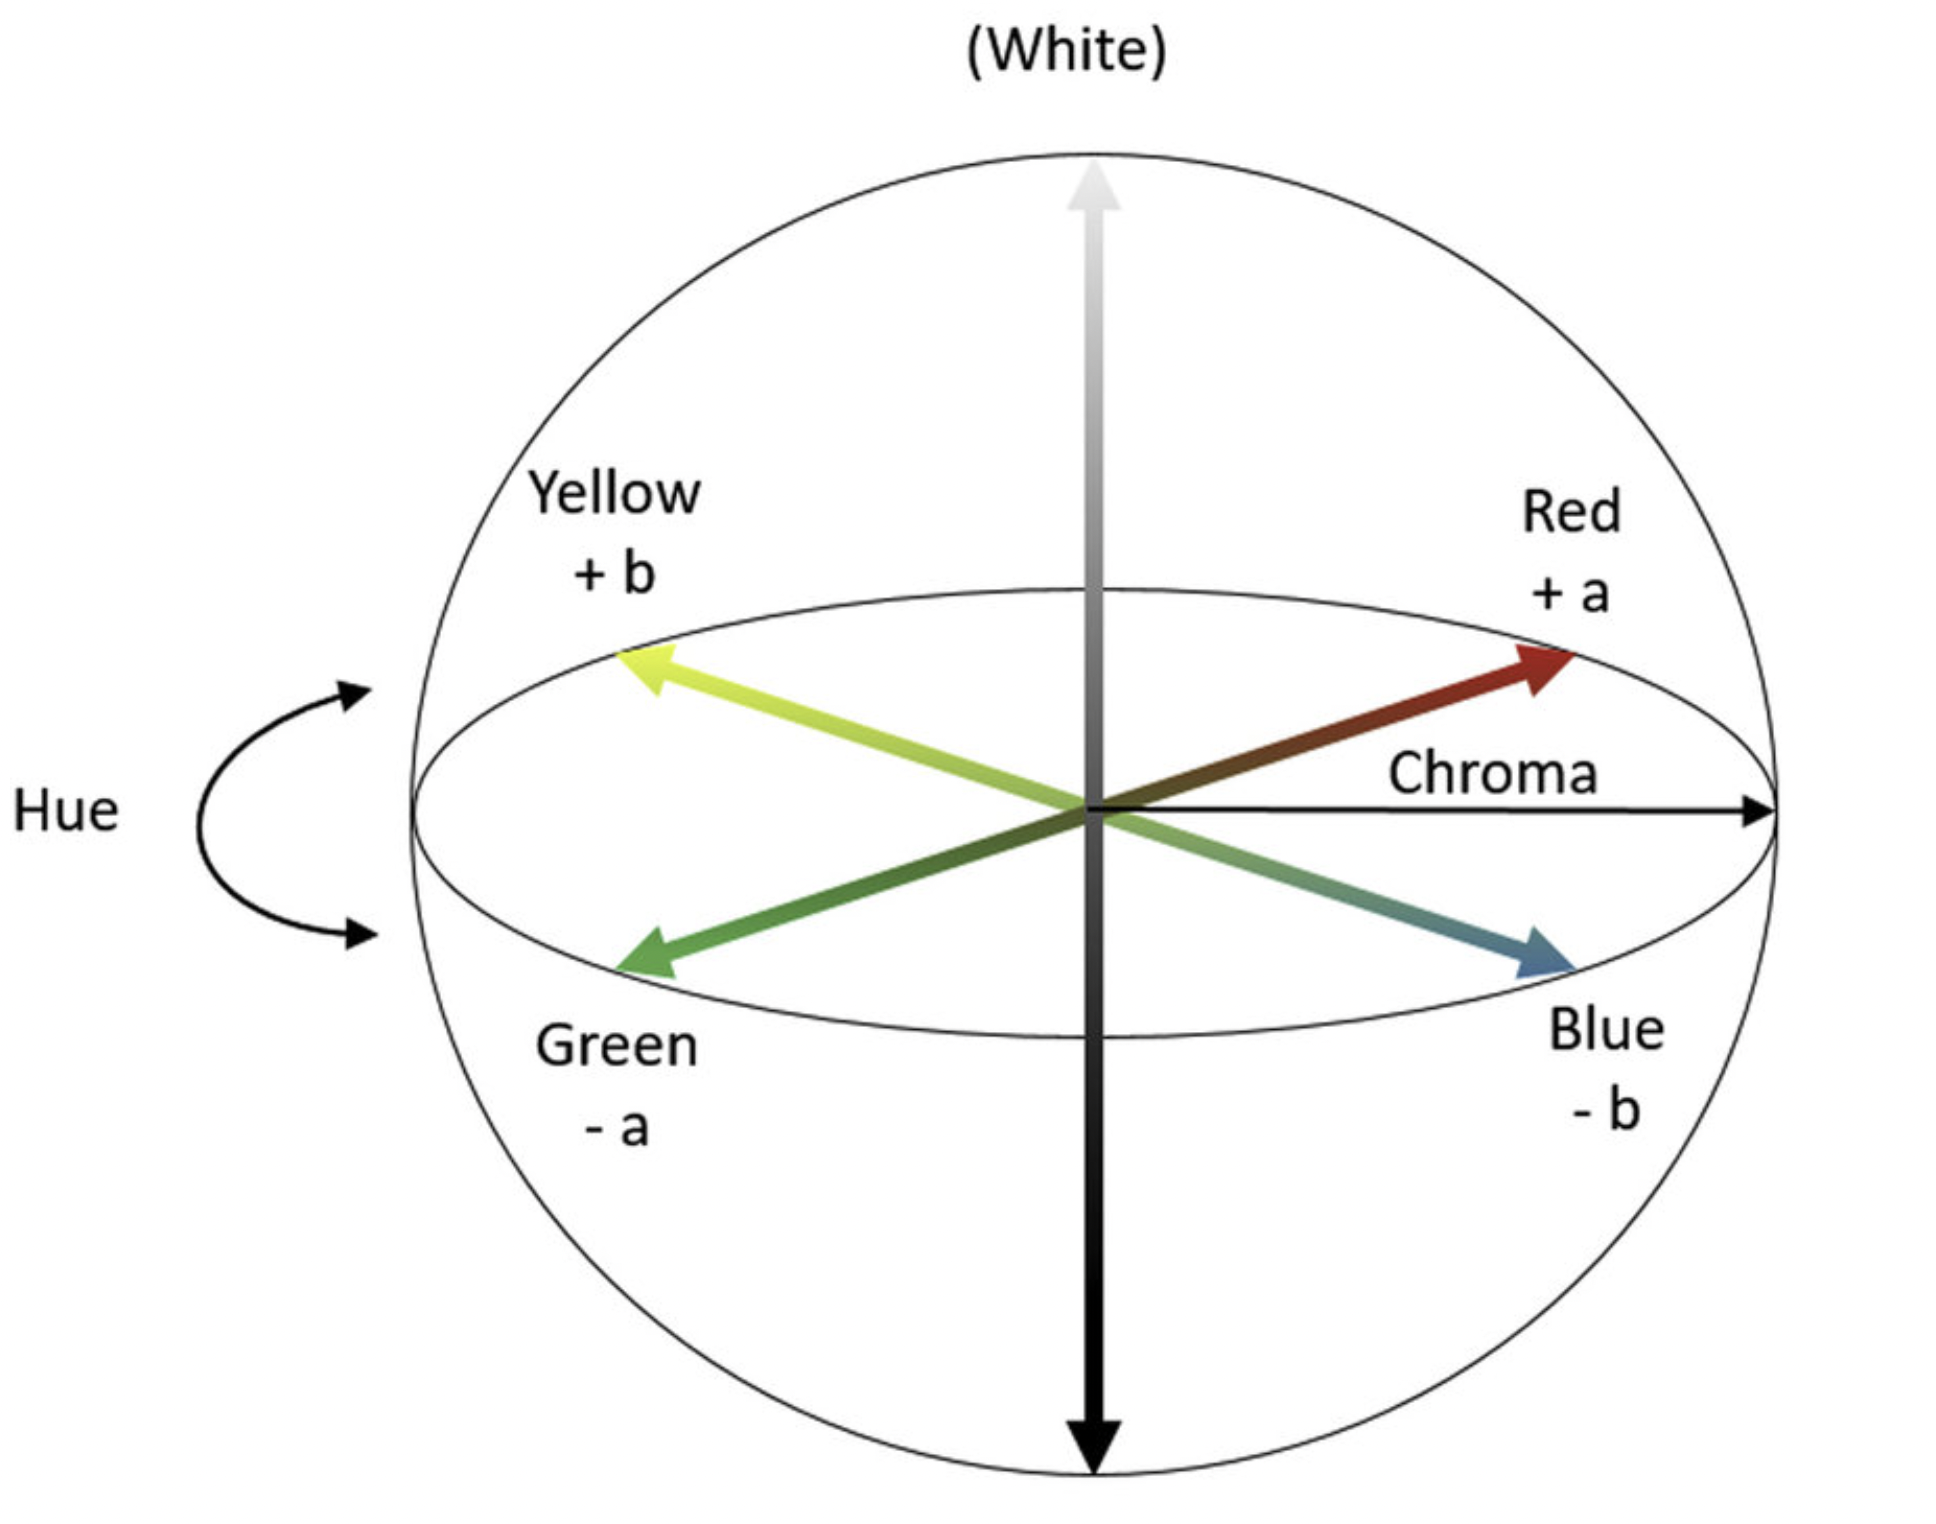 (White)
Yellow
+ b
Red
+ a
Chroma
Hue
Green
- a
Blue
- b